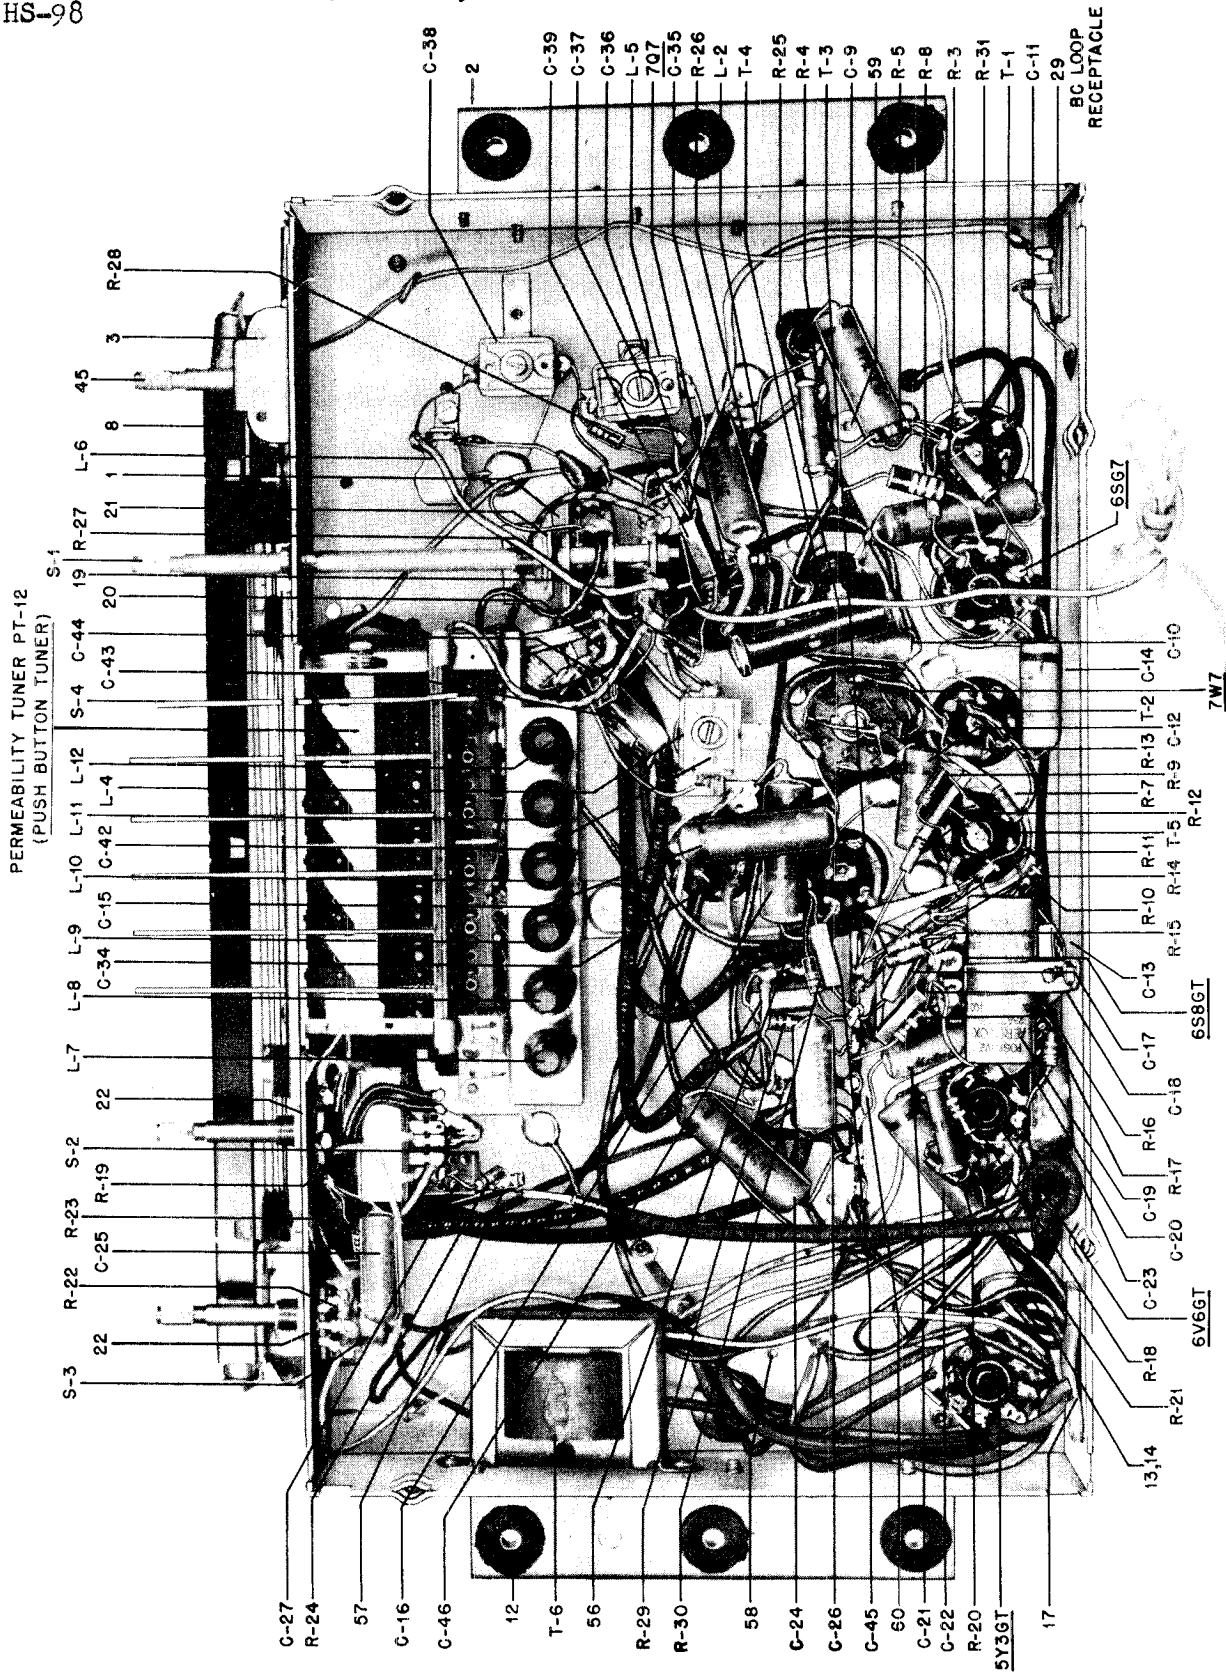 HS-98
PERMEABILITY TUNER PT-12
(PUSH BUTTON TUNER)
S-3
22
R-22
C-25
R-23
R-19
S-2
22
L-7
L-8
C-34
L-9
C-15
L-10
C-42
L-11
L-4
L-12
S-4
C-43
C-44
20
19
S-1
R-27
21
1
L-6
8
45
3
R-28
C-38
2
C-39
C-37
C-36
L-5
7Q7
C-35
R-26
L-2
T-4
R-25
R-4
T-3
C-9
59
R-5
R-8
R-3
R-31
T-1
C-11
29
BC LOOP
RECEPTACLE
C-27
R-24
57
C-16
C-46
12
T-6
56
R-29
R-30
58
C-24
C-26
C-45
60
C-21
C-22
R-20
5Y3GT
17
13,14
R-21
R-18
6V6GT
C-23
C-20
C-19
R-17
R-16
C-18
C-17
6S8GT
C-13
R-15
R-10
R-14
R-11
T-5
R-12
R-7
R-9
R-13
C-12
T-2
7W7
C-14
C-10
6SG7